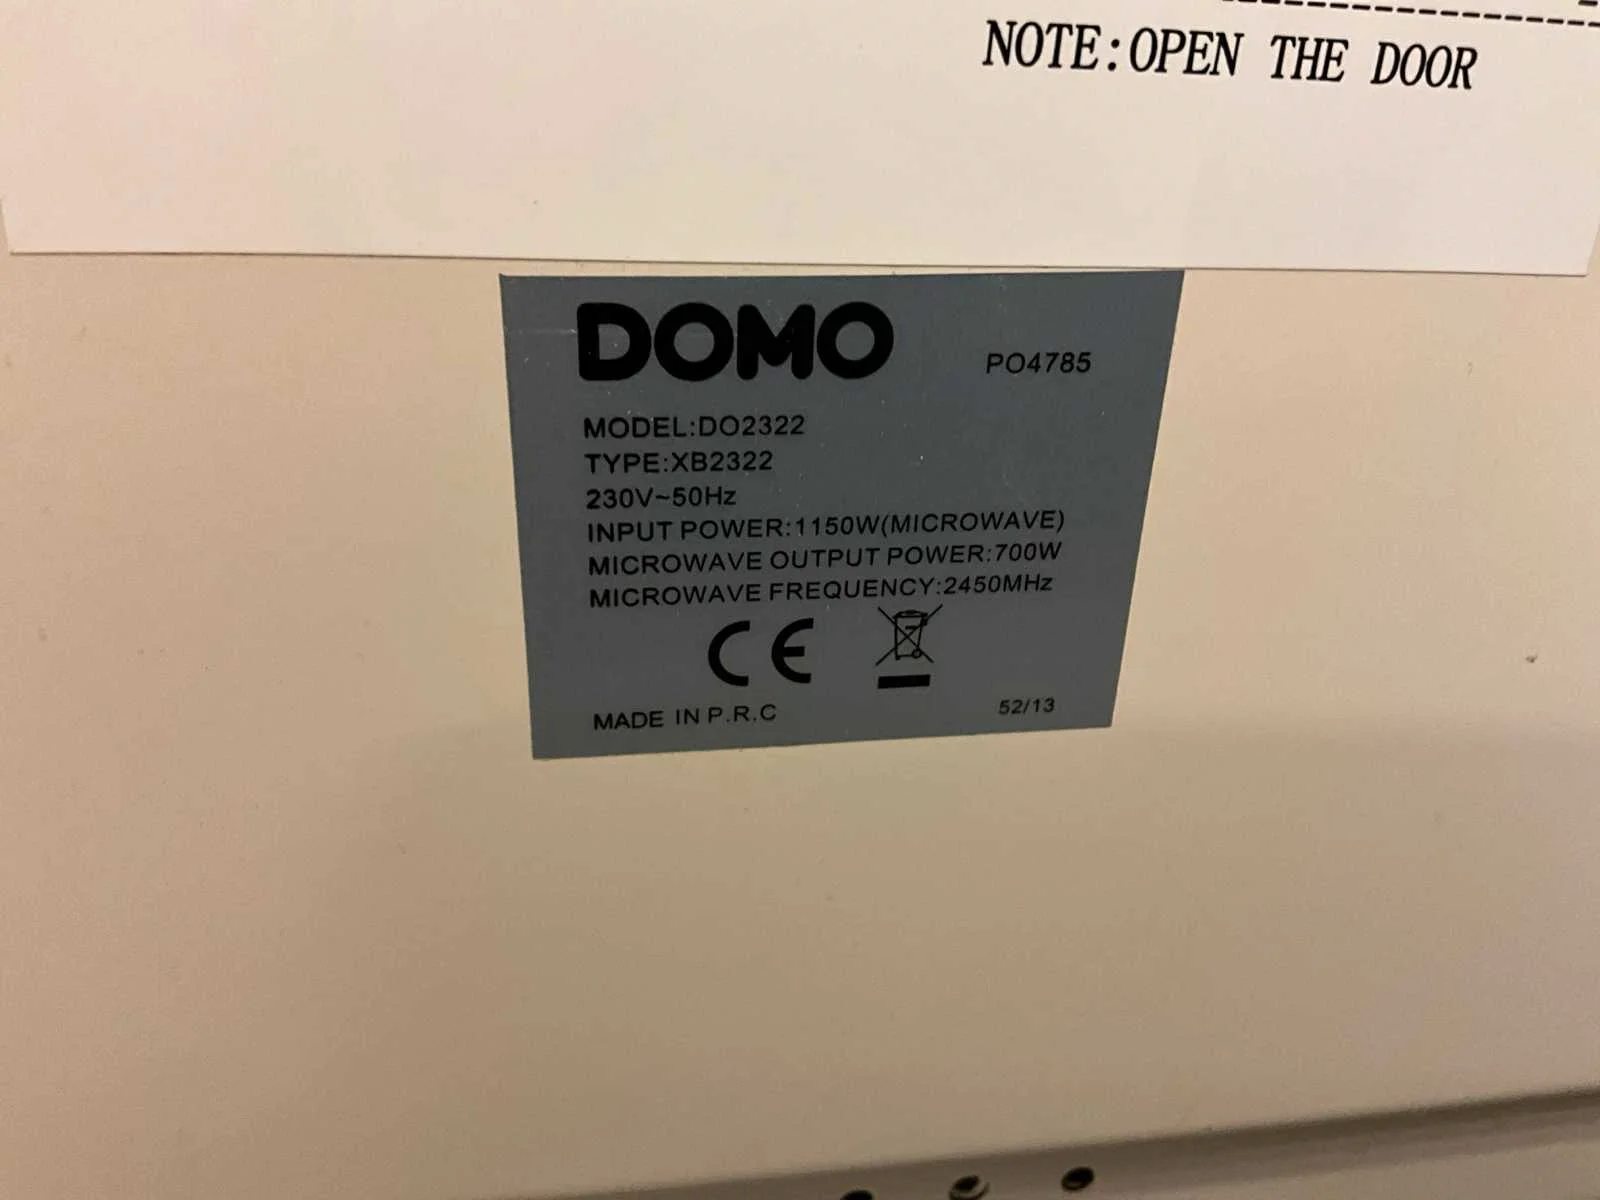 NOTE:OPEN THE DOOR
DOMO
PO4785
MODEL:DO2322
TYPE:XB2322
230V~50Hz
INPUT POWER:1150W(MICROWAVE)
MICROWAVE OUTPUT POWER:700W
MICROWAVE FREQUENCY:2450MHz
CE
MADE IN P.R.C
52/13